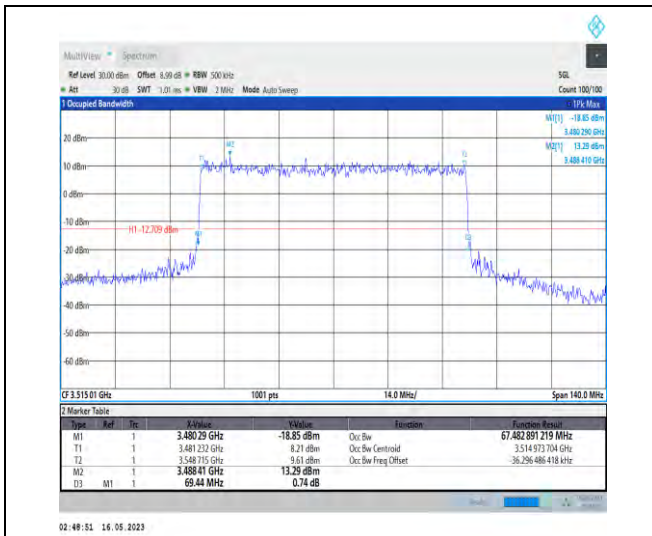 MultiView Spectrum
Ref Level 30.00 dBm Offset 8.99 dB RBW 500 kHz SGL
Att 30 dB SWT 1.01 ms VBW 2 MHz Mode Auto Sweep Count 100/100
1 Occupied Bandwidth 1Pk Max
M1[1] -18.85 dBm
3.480 290 GHz
M2[1] 13.29 dBm
3.488 410 GHz
20 dBm
10 dBm
0 dBm
-10 dBm
H1 -12.709 dBm
-20 dBm
-30 dBm
-40 dBm
-50 dBm
-60 dBm
T1
M2
T2
M1
D3
CF 3.515 01 GHz 1001 pts 14.0 MHz/ Span 140.0 MHz
2 Marker Table
Type Ref Trc X-Value Y-Value Function Function Result
M1 1 3.480 29 GHz -18.85 dBm Occ Bw 67.482 891 219 MHz
T1 1 3.481 232 GHz 8.21 dBm Occ Bw Centroid 3.514 973 704 GHz
T2 1 3.548 715 GHz 9.61 dBm Occ Bw Freq Offset -36.296 486 418 kHz
M2 1 3.488 41 GHz 13.29 dBm
D3 M1 1 69.44 MHz 0.74 dB
02:48:51 16.05.2023